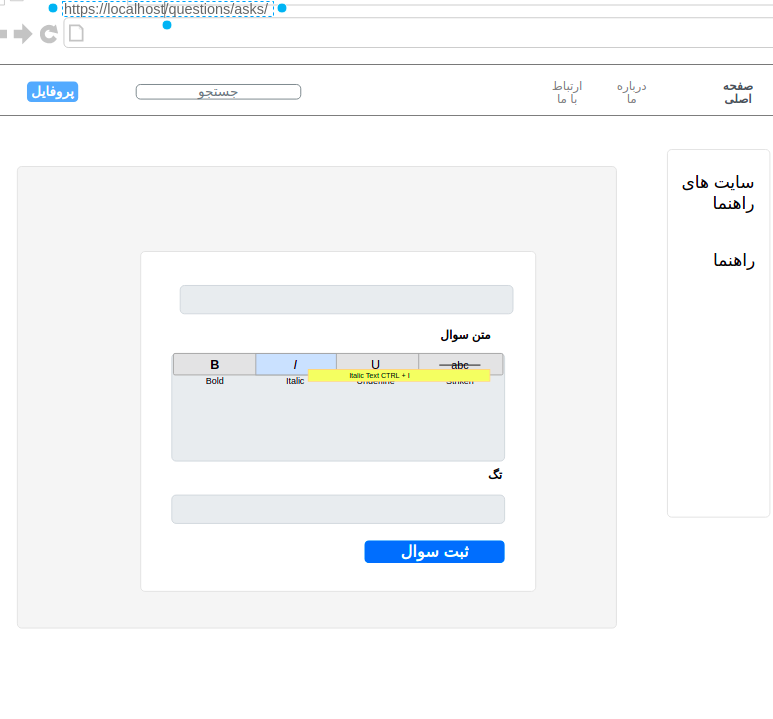 https://localhost/questions/asks/
صفحه
اصلی
درباره
ما
ارتباط
با ما
جستجو
پروفایل
سایت های
راهنما
راهنما
متن سوال
B I U abc
Bold Italic Underline Striken
Italic Text CTRL + I
تگ
ثبت سوال